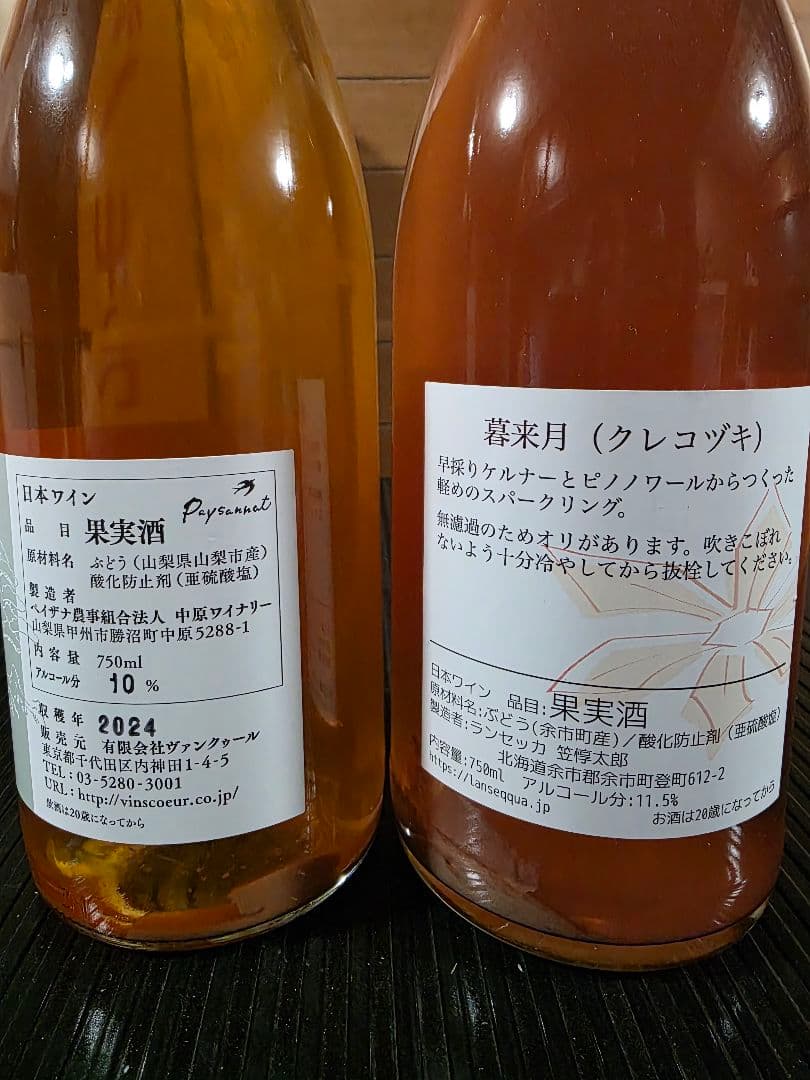 日本ワイン
Paysannat
品目 果実酒
原材料名 ぶどう(山梨県山梨市産)
酸化防止剤(亜硫酸塩)
製造者
ペイザナ農事組合法人 中原ワイナリー
山梨県甲州市勝沼町中原5288-1
内容量 750ml
アルコール分 10 %
収穫年 2024
販売元 有限会社ヴァンクゥール
東京都千代田区内神田1-4-5
TEL:03-5280-3001
URL:http://vinscoeur.co.jp/
飲酒は20歳になってから
暮来月(クレコヅキ)
早採りケルナーとピノノワールからつくった
軽めのスパークリング。
無濾過のためオリがあります。吹きこぼれ
ないよう十分冷やしてから抜栓してください。
日本ワイン 品目:果実酒
原材料名:ぶどう(余市町産)/酸化防止剤(亜硫酸塩)
製造者:ランセッカ 笠惇太郎
北海道余市郡余市町登町612-2
内容量:750ml アルコール分:11.5%
https://lanseqqua.jp
お酒は20歳になってから